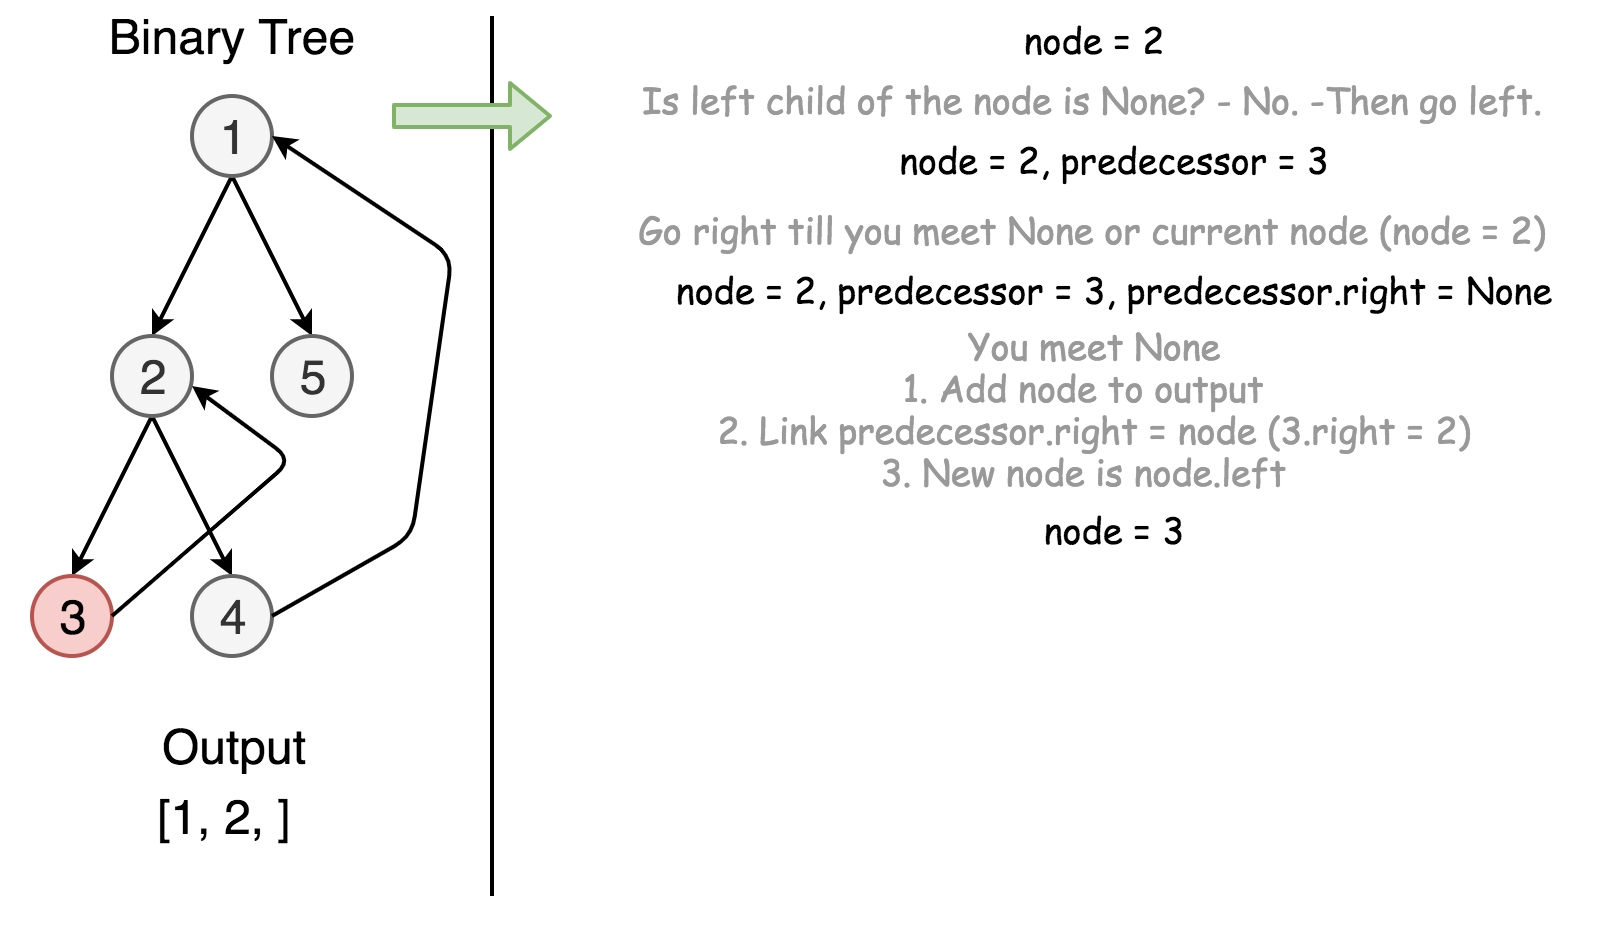 Binary Tree
1
2
5
3
4
Output
[1, 2, ]
node = 2
Is left child of the node is None? - No. -Then go left.
node = 2, predecessor = 3
Go right till you meet None or current node (node = 2)
node = 2, predecessor = 3, predecessor.right = None
You meet None
1. Add node to output
2. Link predecessor.right = node (3.right = 2)
3. New node is node.left
node = 3